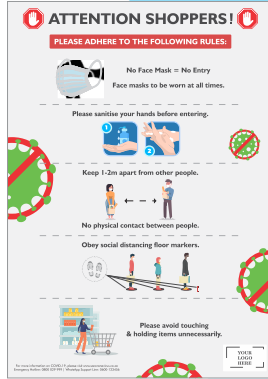 ATTENTION SHOPPERS!
PLEASE ADHERE TO THE FOLLOWING RULES:
No Face Mask = No Entry
Face masks to be worn at all times.
Please sanitise your hands before entering.
1
2
Keep 1-2m apart from other people.
No physical contact between people.
Obey social distancing floor markers.
Please avoid touching
& holding items unnecessarily.
YOUR
LOGO
HERE